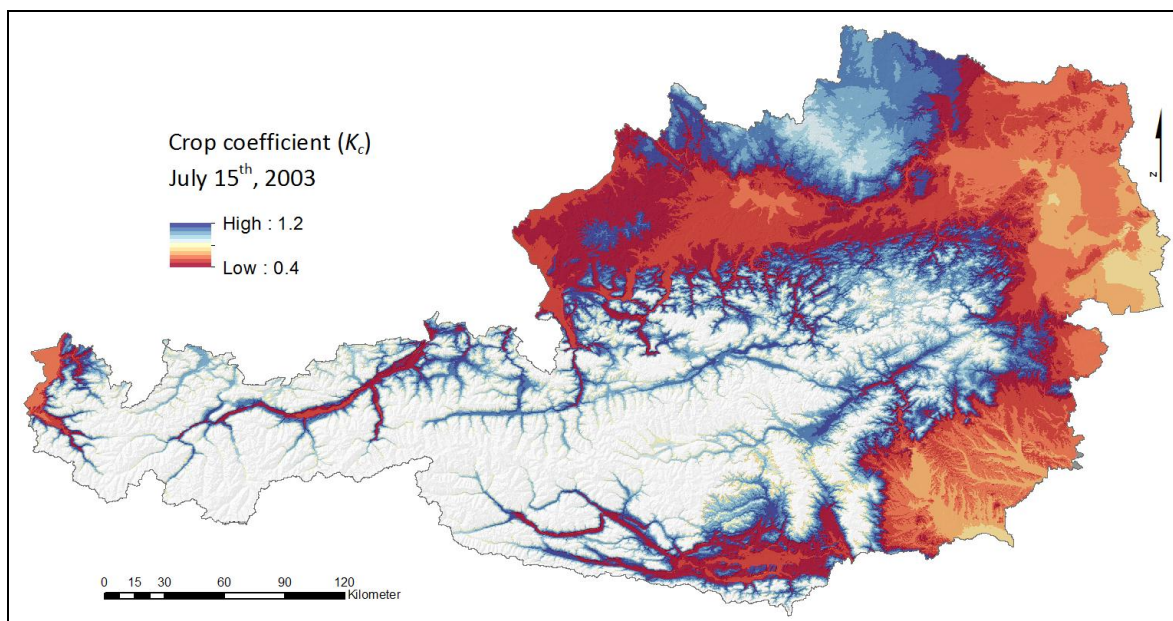 Crop coefficient (Kc)
July 15th, 2003
High : 1.2
Low : 0.4
N
0 15 30 60 90 120
Kilometer